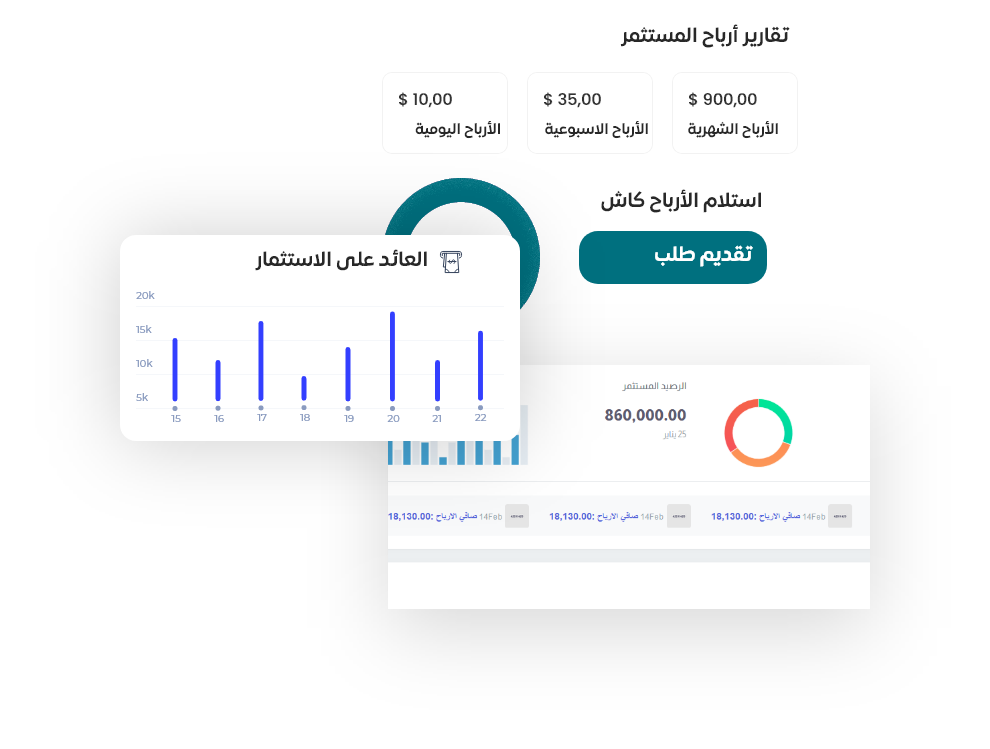 تقارير أرباح المستثمر
$ 900,00
الأرباح الشهرية
$ 35,00
الأرباح الاسبوعية
$ 10,00
الأرباح اليومية
استلام الأرباح كاش
تقديم طلب
العائد على الاستثمار
20k
15k
10k
5k
15 16 17 18 19 20 21 22
الرصيد المستثمر
860,000.00
25 يناير
14Feb صافي الارباح :18,130.00
14Feb صافي الارباح :18,130.00
14Feb صافي الارباح :18,130.00